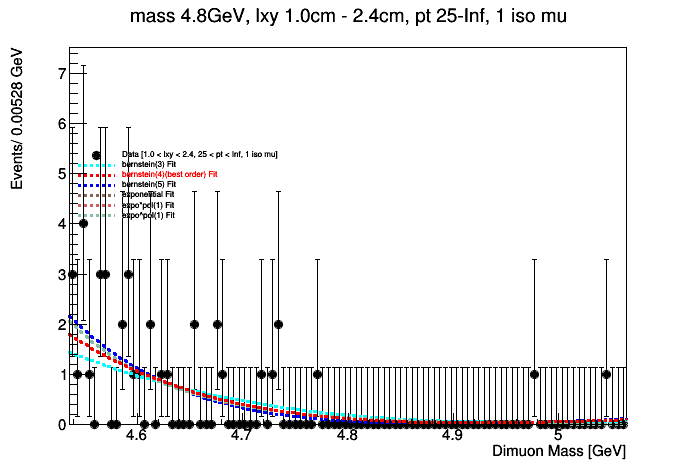 mass 4.8GeV, lxy 1.0cm - 2.4cm, pt 25-Inf, 1 iso mu
Events/ 0.00528 GeV
7
6
5
4
3
2
1
0
Data [1.0 < lxy < 2.4, 25 < pt < Inf, 1 iso mu]
bernstein(3) Fit
bernstein(4)(best order) Fit
bernstein(5) Fit
exponential Fit
expo*pol(1) Fit
expo^pol(1) Fit
4.6 4.7 4.8 4.9 5
Dimuon Mass [GeV]